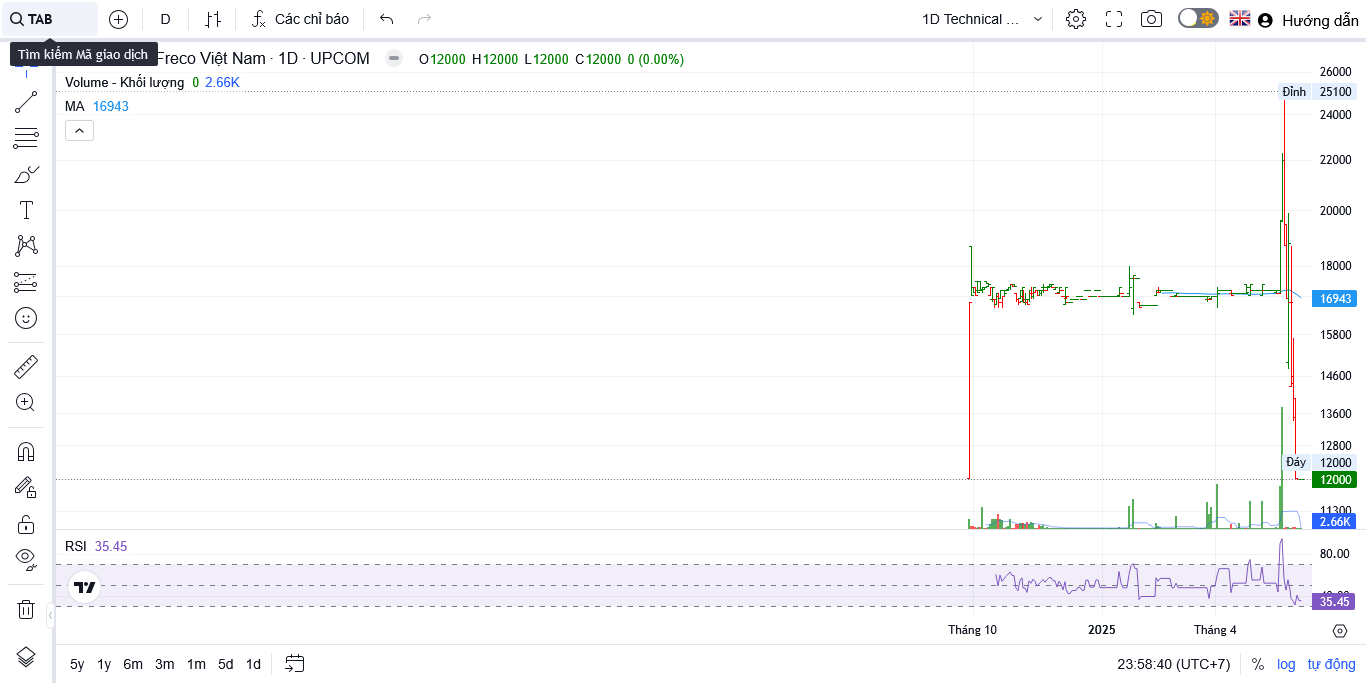 TAB
D
Các chỉ báo
1D Technical ...
Hướng dẫn
Tìm kiếm Mã giao dịch
Freco Việt Nam · 1D · UPCOM
O12000 H12000 L12000 C12000 0 (0.00%)
Volume - Khối lượng 0 2.66K
MA 16943
26000
Đỉnh 25100
24000
22000
20000
18000
16943
15800
14600
13600
12800
Đáy 12000
12000
11300
2.66K
RSI 35.45
80.00
35.45
Tháng 10
2025
Tháng 4
5y 1y 6m 3m 1m 5d 1d
23:58:40 (UTC+7)
%
log
tự động